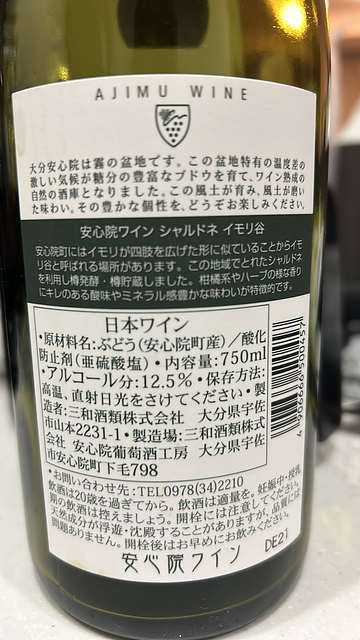 AJIMU WINE
大分安心院は霧の盆地です。この盆地特有の温度差の
激しい気候が糖分の豊富なブドウを育て、ワイン熟成の
自然の酒庫となりました。この風土が育み、風土が磨い
た味わい。その豊かな個性を、どうぞお楽しみください。
安心院ワイン シャルドネ イモリ谷
安心院町にはイモリが四肢を広げた形に似ていることからイモ
リ谷と呼ばれる場所があります。この地域でとれたシャルドネ
を利用し樽発酵・樽貯蔵しました。柑橘系やハーブの様な香り
にキレのある酸味やミネラル感豊かな味わいが特徴的です。
日本ワイン
•原材料名:ぶどう(安心院町産)/酸化
防止剤(亜硫酸塩)•内容量:750ml
•アルコール分:12.5%•保存方法:
高温、直射日光をさけてください•製
造者:三和酒類株式会社 大分県宇佐
市山本2231-1•製造場:三和酒類株式
会社 安心院葡萄酒工房 大分県宇佐
市安心院町下毛798
4 906666 500457
•お問い合わせ先:TEL0978(34)2210
飲酒は20歳を過ぎてから。飲酒は適量を。妊娠中・授乳
期の飲酒は控えましょう。開栓には注意してください。
天然成分が浮遊・沈殿することがありますが、品質には
問題ありません。開栓後はお早めにお飲みください。
安心院ワイン
DE21